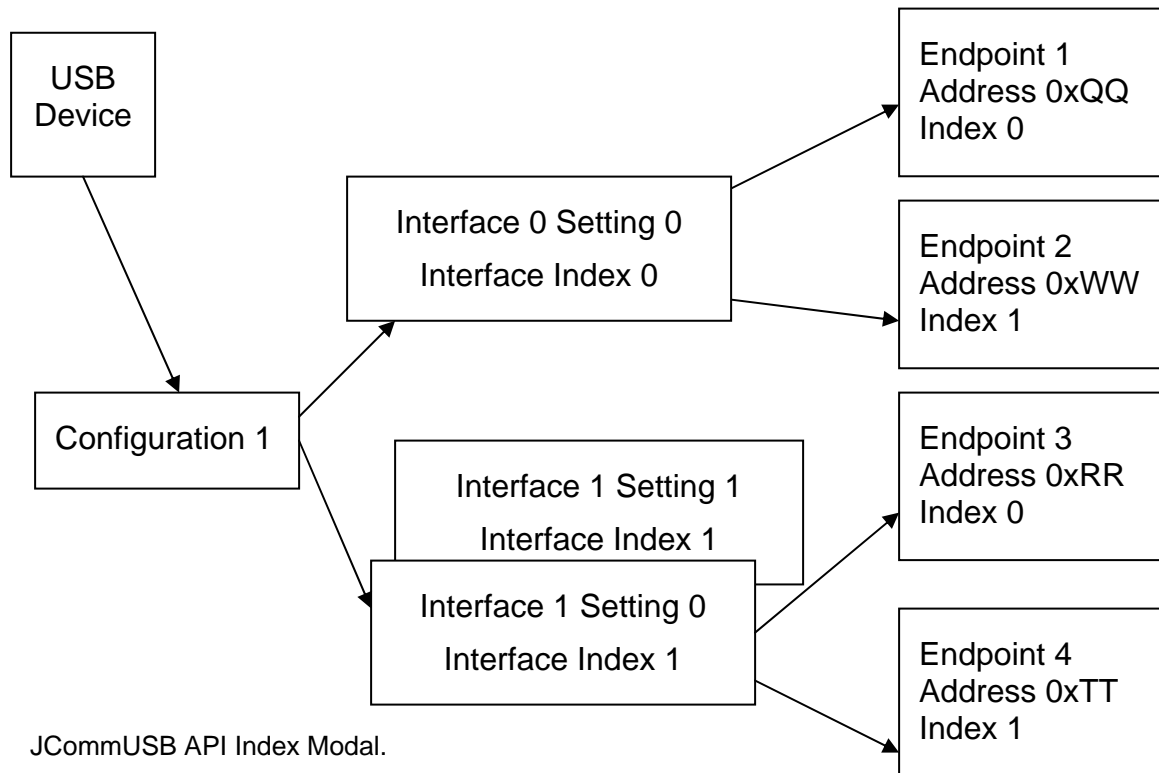 USB
Device
Configuration 1
Interface 0 Setting 0
Interface Index 0
Interface 1 Setting 1
Interface Index 1
Interface 1 Setting 0
Interface Index 1
Endpoint 1
Address 0xQQ
Index 0
Endpoint 2
Address 0xWW
Index 1
Endpoint 3
Address 0xRR
Index 0
Endpoint 4
Address 0xTT
Index 1
JCommUSB API Index Modal.